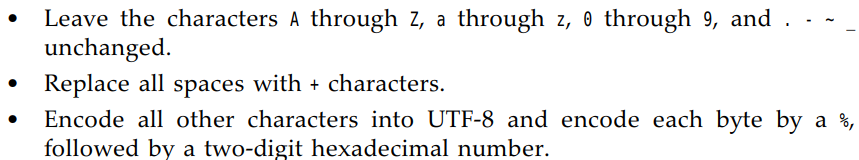 • Leave the characters A through Z, a through z, 0 through 9, and . - ~ _
unchanged.
• Replace all spaces with + characters.
• Encode all other characters into UTF-8 and encode each byte by a %,
followed by a two-digit hexadecimal number.